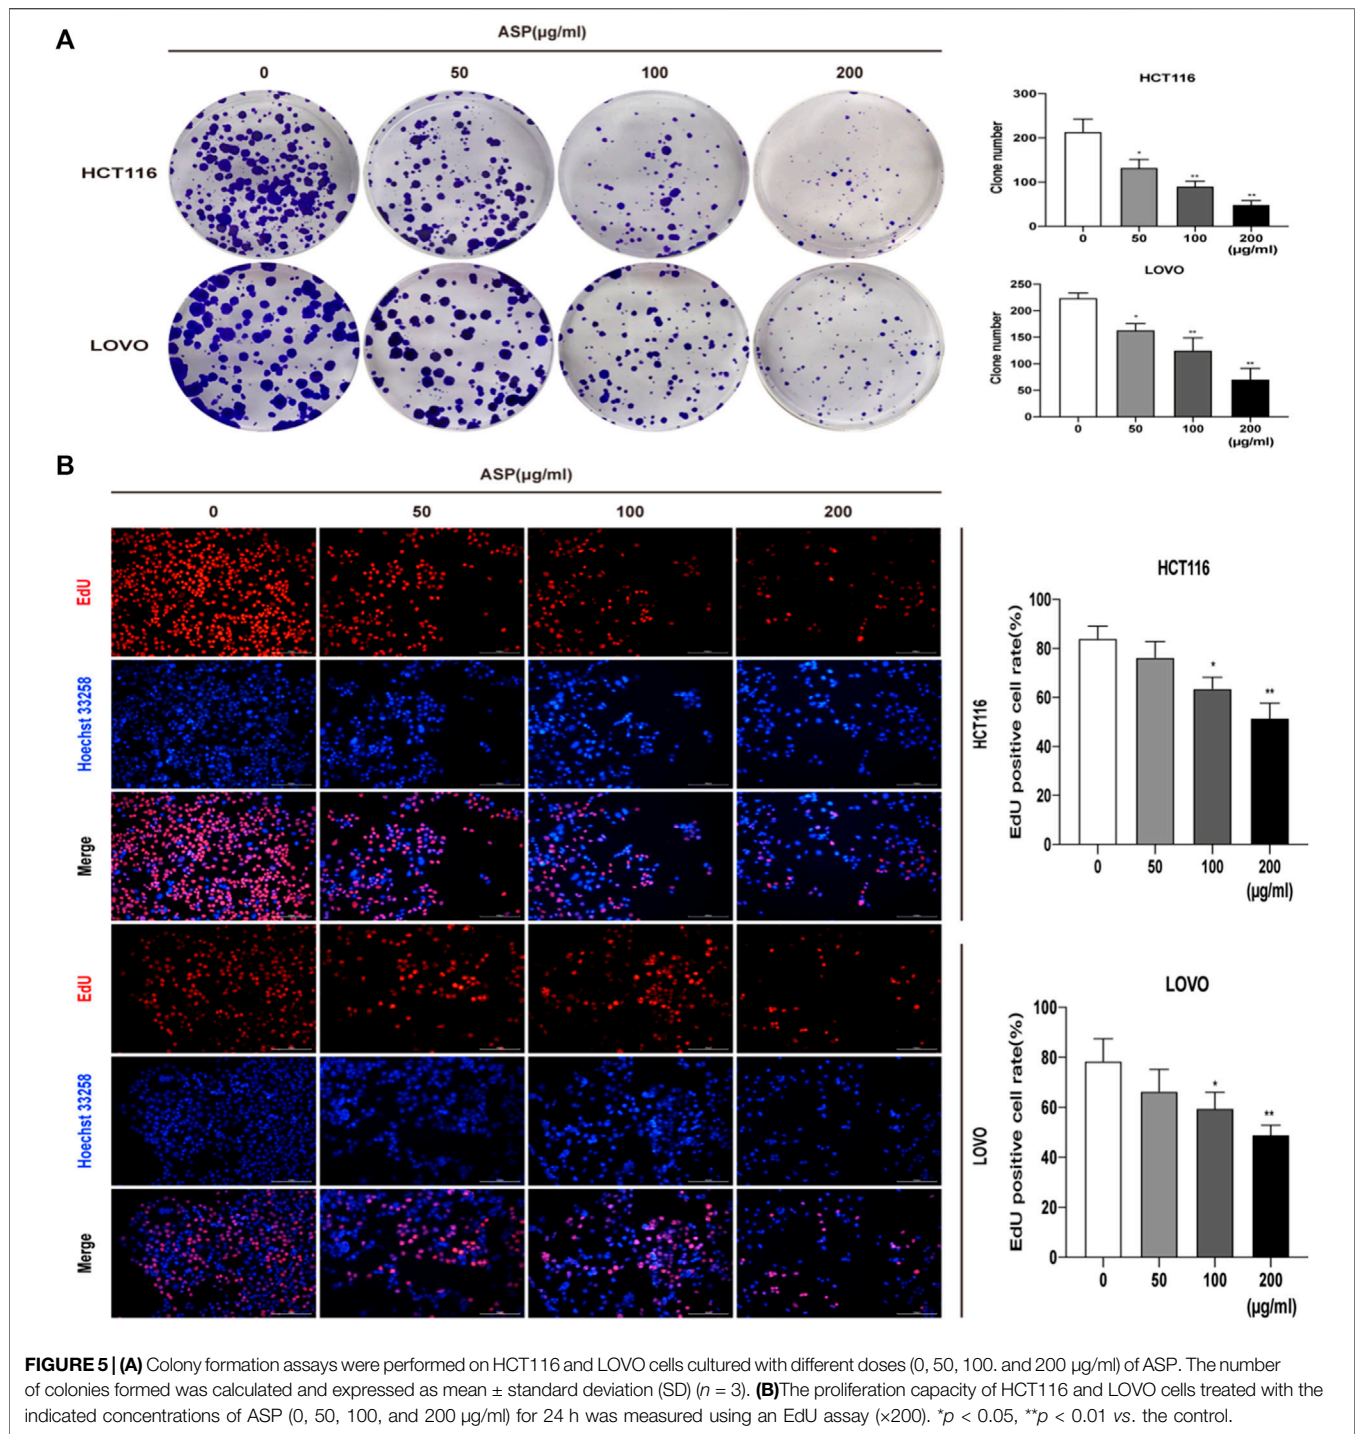 A
ASP(µg/ml)
0 50 100 200
HCT116
LOVO
HCT116
Clone number
300
200
100
0
* ** **
0 50 100 200
(µg/ml)
LOVO
Clone number
250
200
150
100
50
0
* ** **
0 50 100 200
(µg/ml)
B
ASP(µg/ml)
0 50 100 200
EdU
Hoechst 33258
Merge
HCT116
EdU
Hoechst 33258
Merge
LOVO
HCT116
EdU positive cell rate(%)
100
80
60
40
20
0
* **
0 50 100 200
(µg/ml)
LOVO
EdU positive cell rate(%)
100
80
60
40
20
0
* **
0 50 100 200
(µg/ml)
FIGURE 5 | (A) Colony formation assays were performed on HCT116 and LOVO cells cultured with different doses (0, 50, 100. and 200 µg/ml) of ASP. The number
of colonies formed was calculated and expressed as mean ± standard deviation (SD) (n = 3). (B)The proliferation capacity of HCT116 and LOVO cells treated with the
indicated concentrations of ASP (0, 50, 100, and 200 µg/ml) for 24 h was measured using an EdU assay (×200). *p < 0.05, **p < 0.01 vs. the control.